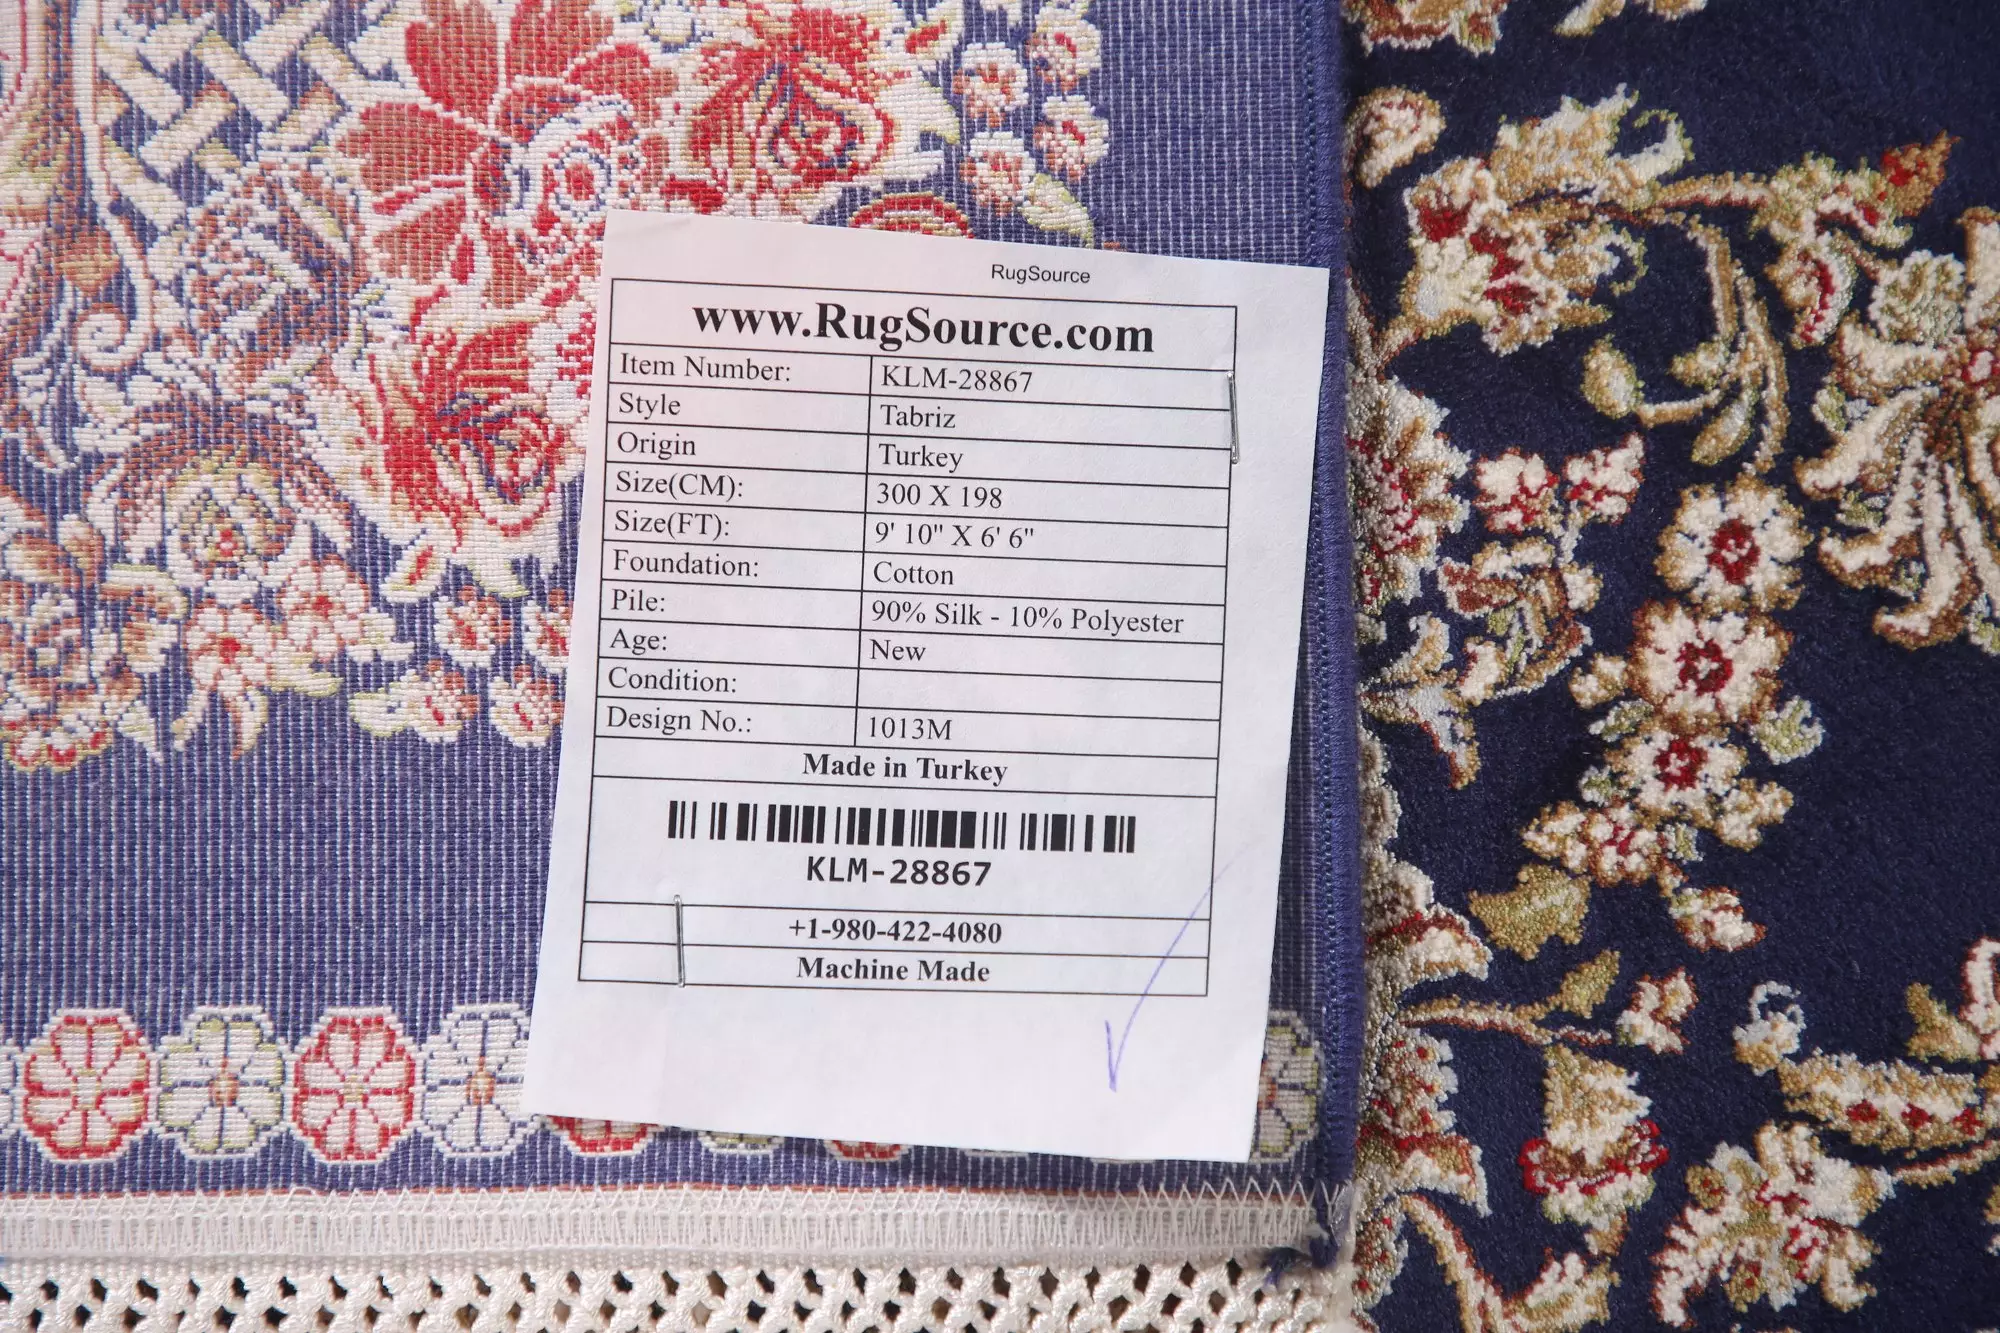 RugSource
www.RugSource.com
Item Number: KLM-28867
Style Tabriz
Origin Turkey
Size(CM): 300 X 198
Size(FT): 9' 10" X 6' 6"
Foundation: Cotton
Pile: 90% Silk - 10% Polyester
Age: New
Condition:
Design No.: 1013M
Made in Turkey
KLM-28867
+1-980-422-4080
Machine Made